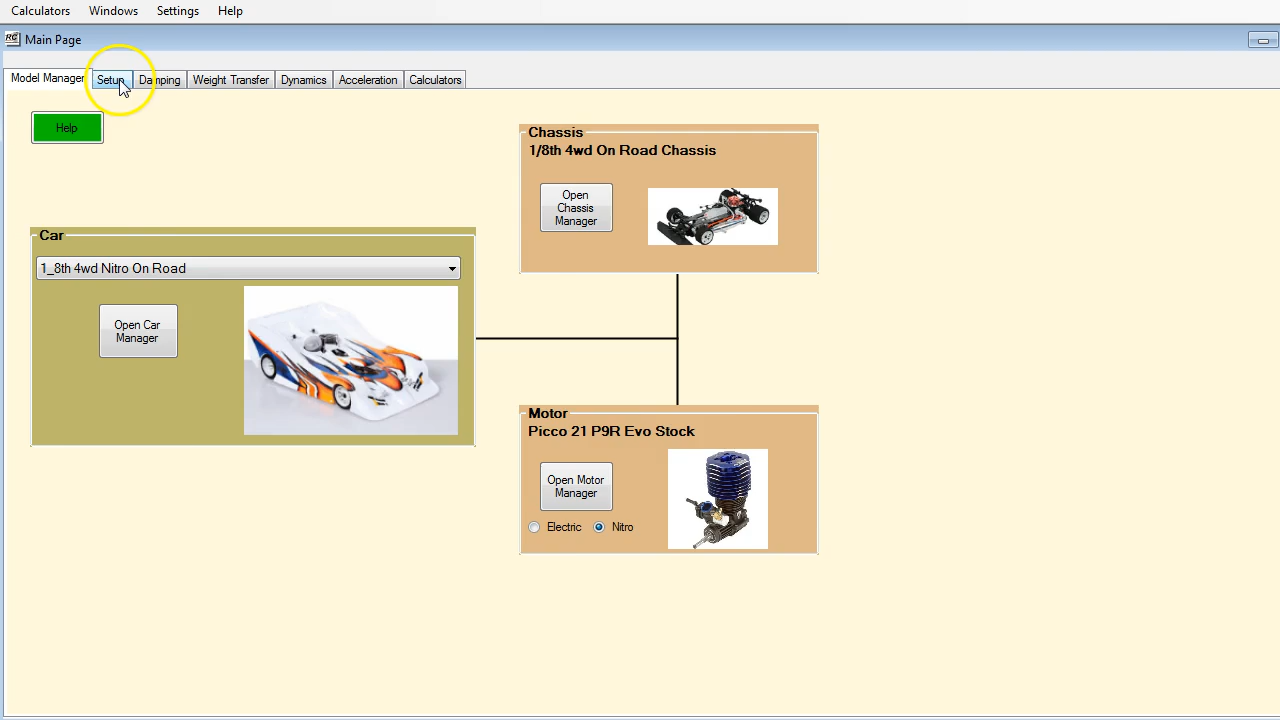 Calculators Windows Settings Help
RC Main Page
Model Manager Setup Damping Weight Transfer Dynamics Acceleration Calculators
Help
Chassis
1/8th 4wd On Road Chassis
Open
Chassis
Manager
Car
1_8th 4wd Nitro On Road
Open Car
Manager
Motor
Picco 21 P9R Evo Stock
Open Motor
Manager
Electric Nitro